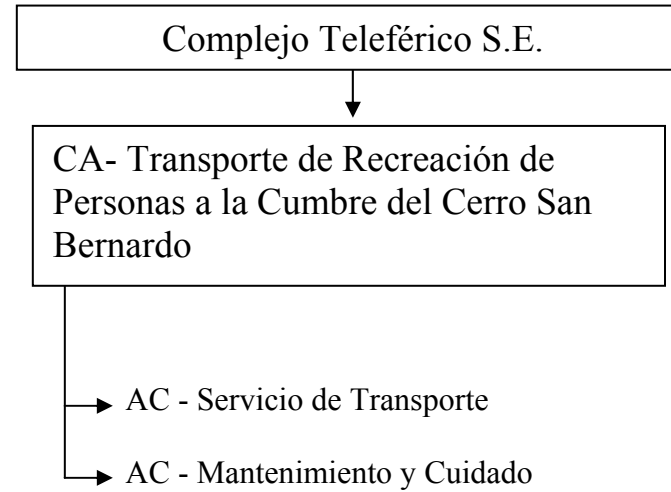 Complejo Teleférico S.E.
CA- Transporte de Recreación de
Personas a la Cumbre del Cerro San
Bernardo
AC - Servicio de Transporte
AC - Mantenimiento y Cuidado